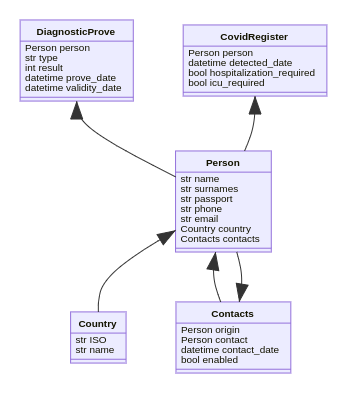 DiagnosticProve
Person person
str type
int result
datetime prove_date
datetime validity_date
CovidRegister
Person person
datetime detected_date
bool hospitalization_required
bool icu_required
Person
str name
str surnames
str passport
str phone
str email
Country country
Contacts contacts
Country
str ISO
str name
Contacts
Person origin
Person contact
datetime contact_date
bool enabled